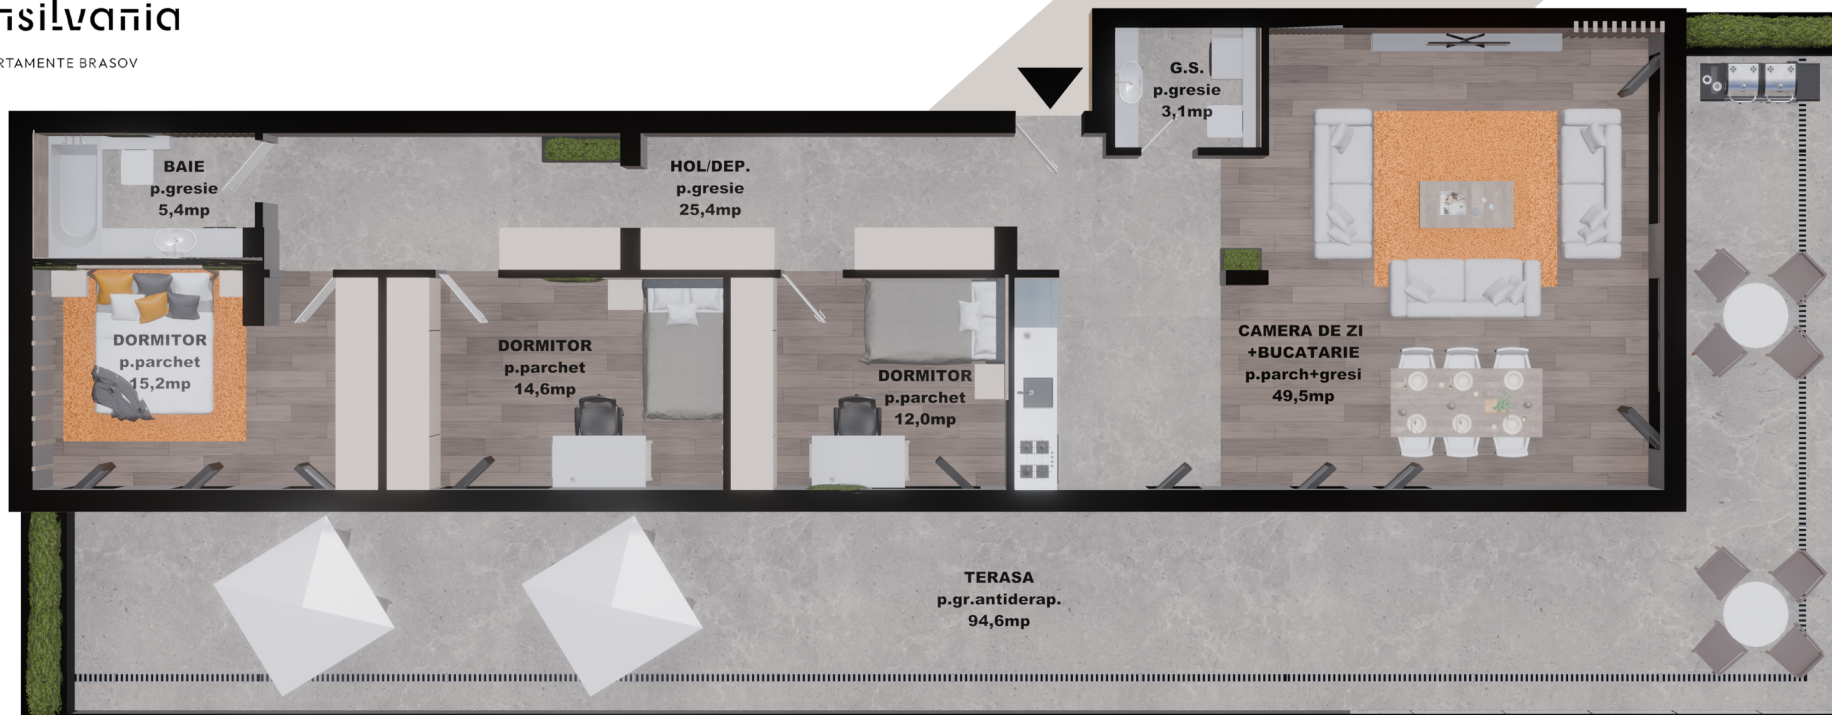 nsilvania
RTAMENTE BRASOV
G.S.
p.gresie
3,1mp
BAIE
p.gresie
5,4mp
HOL/DEP.
p.gresie
25,4mp
DORMITOR
p.parchet
15,2mp
DORMITOR
p.parchet
14,6mp
DORMITOR
p.parchet
12,0mp
CAMERA DE ZI
+BUCATARIE
p.parch+gresi
49,5mp
TERASA
p.gr.antiderap.
94,6mp